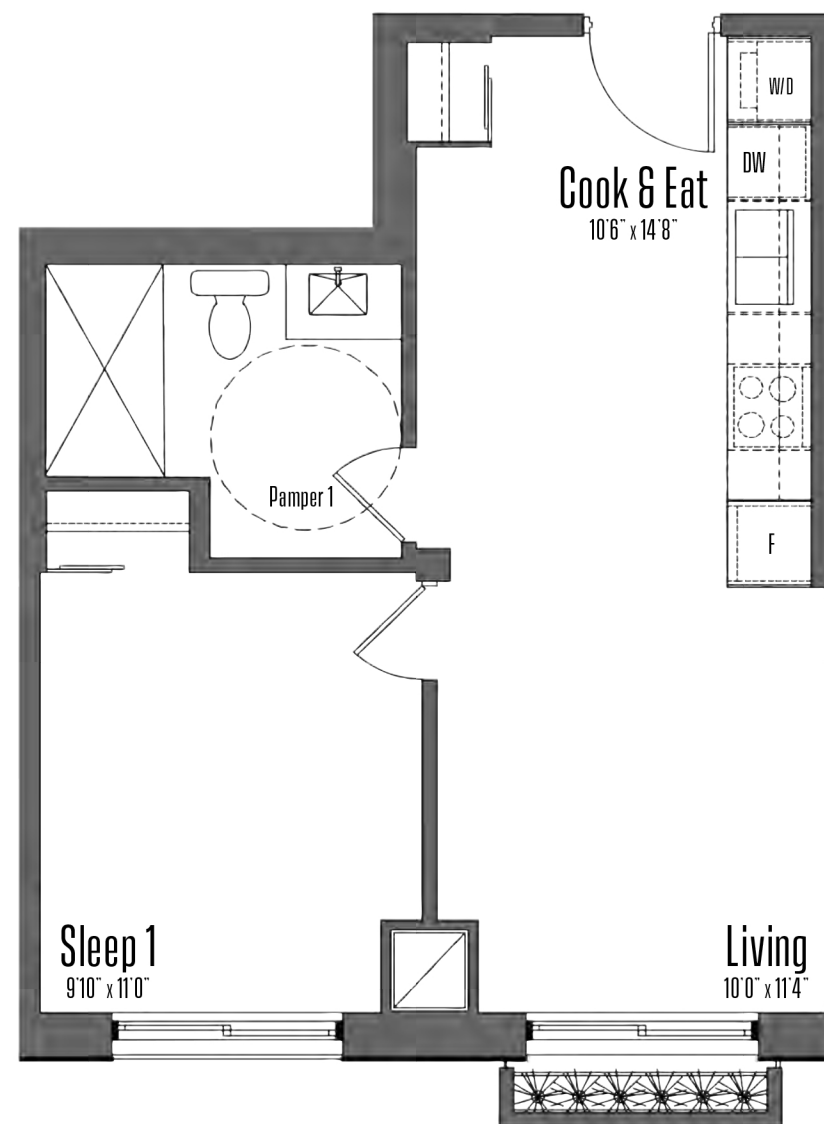 W/D
DW
Cook & Eat
10'6" x 14'8"
Pamper 1
F
Sleep 1
9'10" x 11'0"
Living
10'0" x 11'4"